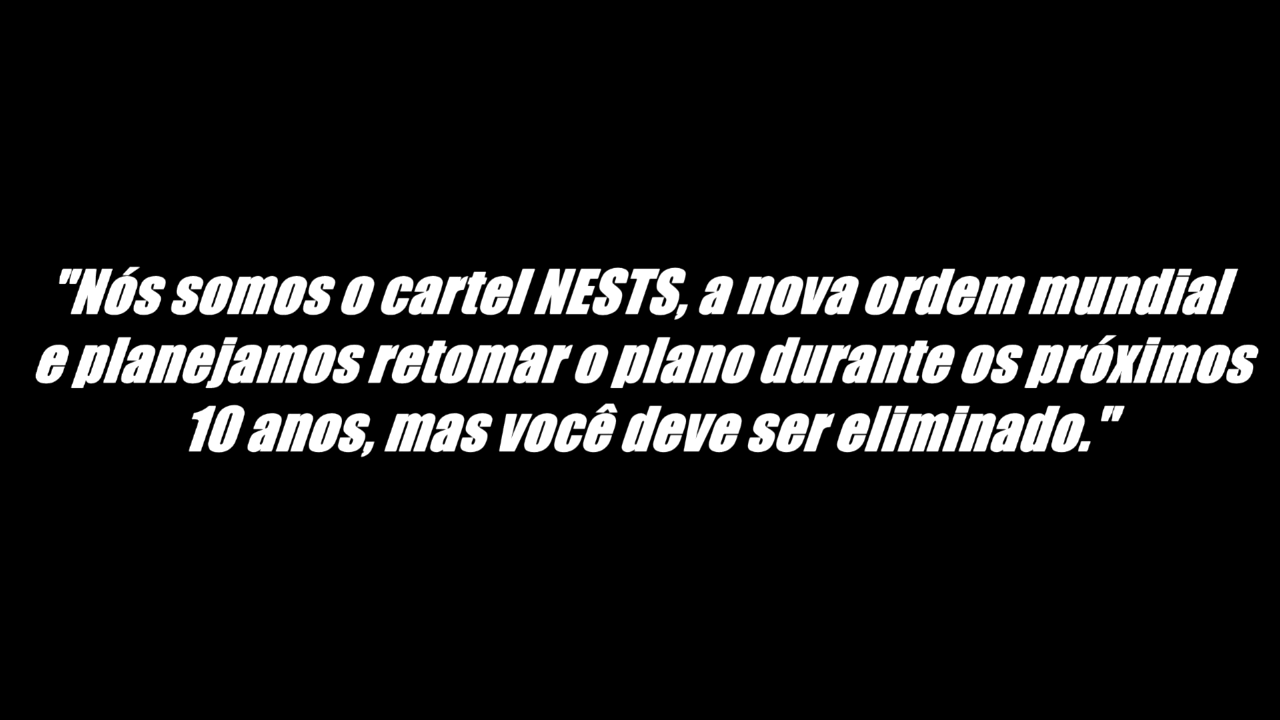 "Nós somos o cartel NESTS, a nova ordem mundial
e planejamos retomar o plano durante os próximos
10 anos, mas você deve ser eliminado."